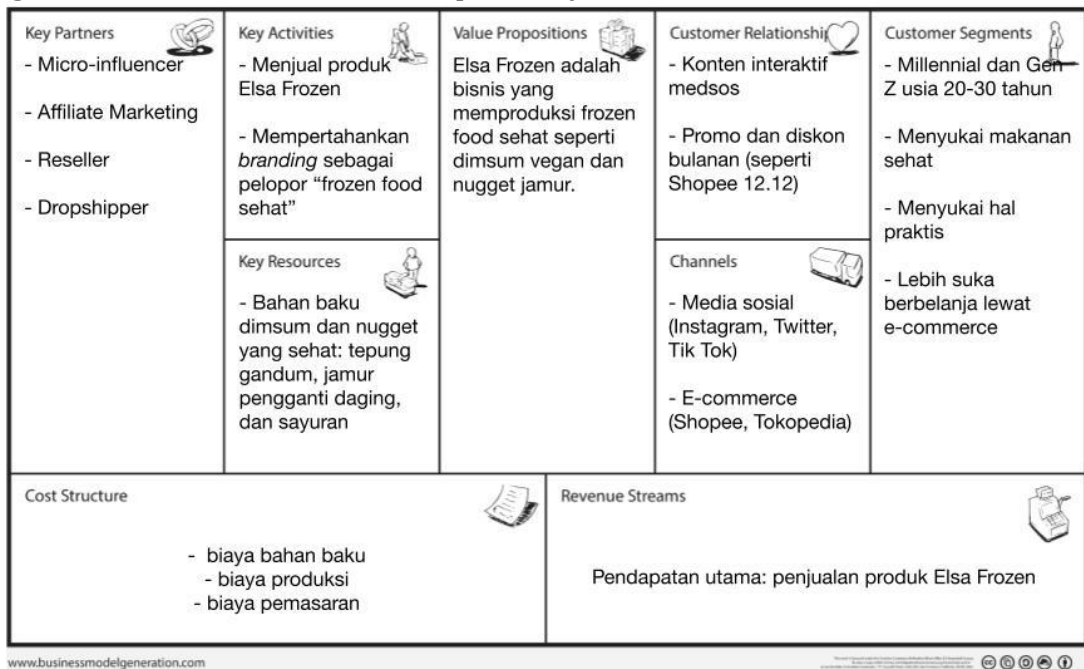 Key Partners
- Micro-influencer
- Affiliate Marketing
- Reseller
- Dropshipper
Key Activities
- Menjual produk
Elsa Frozen
- Mempertahankan
branding sebagai
pelopor “frozen food
sehat”
Key Resources
- Bahan baku
dimsum dan nugget
yang sehat: tepung
gandum, jamur
pengganti daging,
dan sayuran
Value Propositions
Elsa Frozen adalah
bisnis yang
memproduksi frozen
food sehat seperti
dimsum vegan dan
nugget jamur.
Customer Relationship
- Konten interaktif
medsos
- Promo dan diskon
bulanan (seperti
Shopee 12.12)
Channels
- Media sosial
(Instagram, Twitter,
Tik Tok)
- E-commerce
(Shopee, Tokopedia)
Customer Segments
- Millennial dan Gen
Z usia 20-30 tahun
- Menyukai makanan
sehat
- Menyukai hal
praktis
- Lebih suka
berbelanja lewat
e-commerce
Cost Structure
- biaya bahan baku
- biaya produksi
- biaya pemasaran
Revenue Streams
Pendapatan utama: penjualan produk Elsa Frozen
www.businessmodelgeneration.com